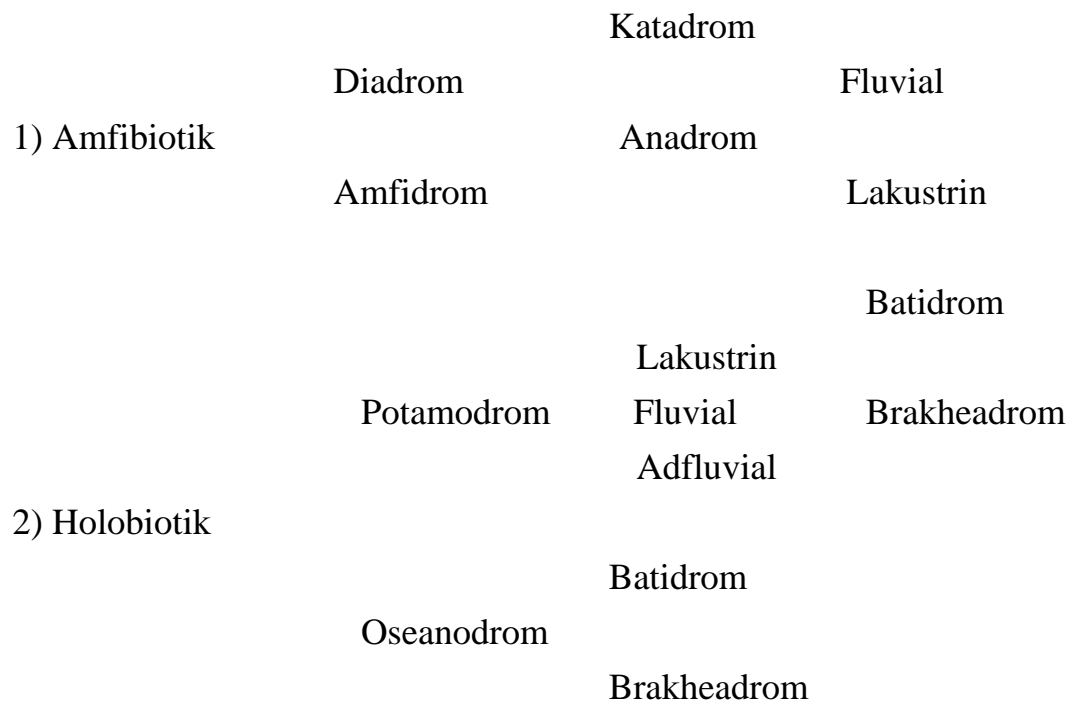 Katadrom
Diadrom Fluvial
1) Amfibiotik Anadrom
Amfidrom Lakustrin
Batidrom
Lakustrin
Potamodrom Fluvial Brakheadrom
Adfluvial
2) Holobiotik
Batidrom
Oseanodrom
Brakheadrom